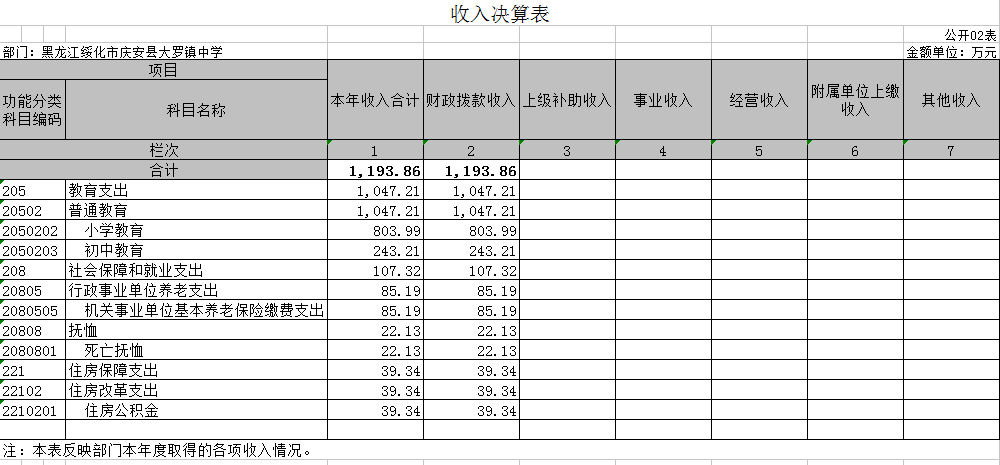 收入决算表
公开02表
部门：黑龙江绥化市庆安县大罗镇中学 金额单位：万元
项目 本年收入合计 财政拨款收入 上级补助收入 事业收入 经营收入 附属单位上缴收入 其他收入
功能分类科目编码 科目名称
栏次 1 2 3 4 5 6 7
合计 1,193.86 1,193.86
205 教育支出 1,047.21 1,047.21
20502 普通教育 1,047.21 1,047.21
2050202 小学教育 803.99 803.99
2050203 初中教育 243.21 243.21
208 社会保障和就业支出 107.32 107.32
20805 行政事业单位养老支出 85.19 85.19
2080505 机关事业单位基本养老保险缴费支出 85.19 85.19
20808 抚恤 22.13 22.13
2080801 死亡抚恤 22.13 22.13
221 住房保障支出 39.34 39.34
22102 住房改革支出 39.34 39.34
2210201 住房公积金 39.34 39.34
注：本表反映部门本年度取得的各项收入情况。